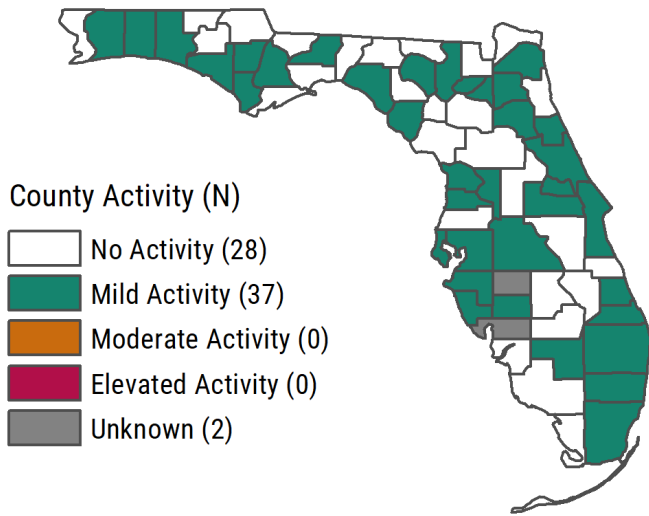 County Activity (N)
No Activity (28)
Mild Activity (37)
Moderate Activity (0)
Elevated Activity (0)
Unknown (2)